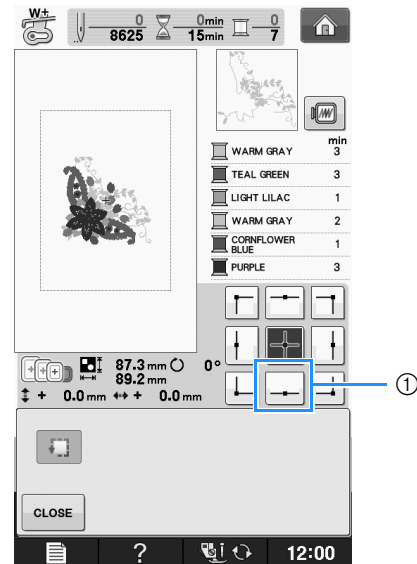 W+
0
8625
0min
15min
0
7
min
WARM GRAY 3
TEAL GREEN 3
LIGHT LILAC 1
WARM GRAY 2
CORNFLOWER
BLUE 1
PURPLE 3
87.3 mm 0°
89.2 mm
+ 0.0 mm + 0.0 mm
①
CLOSE
? 12:00